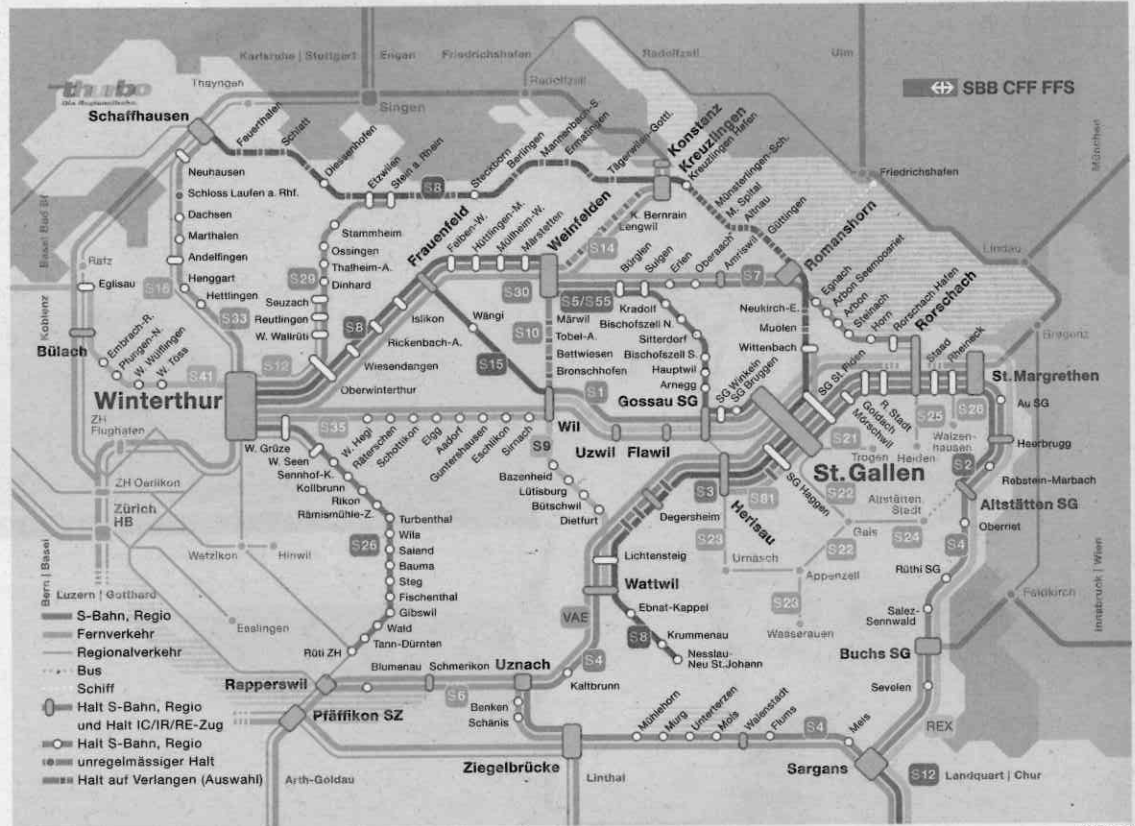 Karlsruhe | Stuttgart
Engen
Friedrichshafen
Radolfzell
Ulm
thurbo
Die Regionalbahn.
Thayngen
Radolfzell
SBB CFF FFS
Singen
Schaffhausen
Feuerthalen
Schlatt
Diessenhofen
Etzwilen
Stein a. Rhein
S8
Steckborn
Berlingen
Mannenbach-S.
Ermatingen
Tägerwilen-Gottl.
Konstanz
Kreuzlingen
Kreuzlingen Hafen
Münsterlingen-Sch.
M. Spital
Altnau
Güttingen
Romanshorn
Friedrichshafen
München
Lindau
Bregenz
Neuhausen
Schloss Laufen a. Rhf.
Dachsen
Marthalen
Andelfingen
Henggart
Hettlingen
S16
S33
Basel Bad Bf
Koblenz
Rafz
Eglisau
Bülach
Embrach-R.
Pfungen-N.
W. Wülflingen
W. Töss
S41
Stammheim
Ossingen
Thalheim-A.
Dinhard
Seuzach
Reutlingen
W. Wallrüti
S29
S12
S8
Oberwinterthur
Wiesendangen
Rickenbach-A.
Islikon
Frauenfeld
Felben-W.
Hüttlingen-M.
Müllheim-W.
Märstetten
Weinfelden
K. Bernrain
Lengwil
S14
S30
S5/S55
Bürglen
Sulgen
Erlen
Oberaach
Amriswil
S7
Wängi
S15
Märwil
Tobel-A.
Bettwiesen
Bronschhofen
S10
Kradolf
Bischofszell N.
Sitterdorf
Bischofszell S.
Hauptwil
Arnegg
Gossau SG
SG Winkeln
SG Bruggen
Neukirch-E.
Muolen
Wittenbach
SG St. Fiden
Egnach
Arbon Seemoosriet
Arbon
Steinach
Horn
Rorschach Hafen
Rorschach
Staad
Rheineck
St. Margrethen
Goldach
Mörschwil
R. Stadt
S25
S26
Walzenhausen
Heiden
S21
Trogen
Au SG
Heerbrugg
S2
Rebstein-Marbach
Altstätten SG
Oberriet
S4
Rüthi SG
Salez-
Sennwald
Buchs SG
Sevelen
REX
Feldkirch
Innsbruck | Wien
Winterthur
ZH
Flughafen
ZH Oerlikon
Zürich
HB
Wetzikon
Hinwil
Esslingen
Bern | Basel
Luzern | Gotthard
W. Grüze
W. Seen
Sennhof-K.
Kollbrunn
Rikon
Rämismühle-Z.
Turbenthal
Wila
Saland
Bauma
Steg
Fischenthal
Gibswil
Wald
Tann-Dürnten
Rüti ZH
S26
S35
W. Hegi
Räterschen
Schottikon
Elgg
Aadorf
Guntershausen
Eschlikon
Sirnach
Wil
S1
S9
Uzwil
Flawil
Bazenheid
Lütisburg
Bütschwil
Dietfurt
St. Gallen
SG Haggen
S3
S81
Herisau
Degersheim
S23
S22
Altstätten
Stadt
Gais
S24
S22
Urnäsch
Appenzell
S23
Wasserauen
Lichtensteig
Wattwil
VAE
S4
Ebnat-Kappel
S8
Krummenau
Nesslau-
Neu St. Johann
Kaltbrunn
Rapperswil
Pfäffikon SZ
Blumenau
Schmerikon
S6
Uznach
Benken
Schänis
Ziegelbrücke
Linthal
Arth-Goldau
Mühlehorn
Murg
Unterterzen
Mols
Walenstadt
Flums
S4
Mels
Sargans
S12
Landquart | Chur
S-Bahn, Regio
Fernverkehr
Regionalverkehr
Bus
Schiff
Halt S-Bahn, Regio
und Halt IC/IR/RE-Zug
Halt S-Bahn, Regio
unregelmässiger Halt
Halt auf Verlangen (Auswahl)